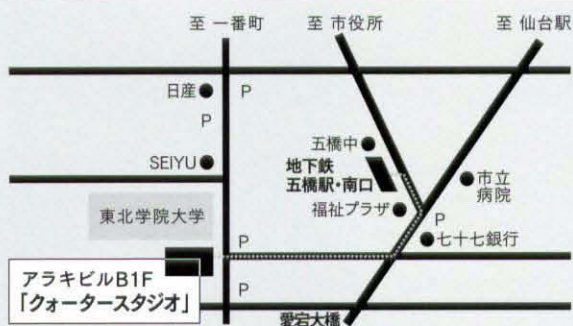 至 一番町
至 市役所
至 仙台駅
日産
P
P
五橋中
SEIYU
地下鉄
五橋駅・南口
市立
病院
福祉プラザ
P
東北学院大学
七十七銀行
P
アラキビルB1F
「クォータースタジオ」
P
愛宕大橋